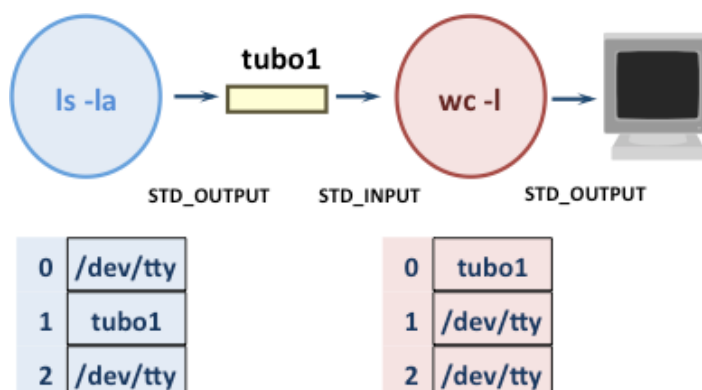 tubo1
ls -la
wc -l
STD_OUTPUT STD_INPUT STD_OUTPUT
0 /dev/tty
1 tubo1
2 /dev/tty
0 tubo1
1 /dev/tty
2 /dev/tty